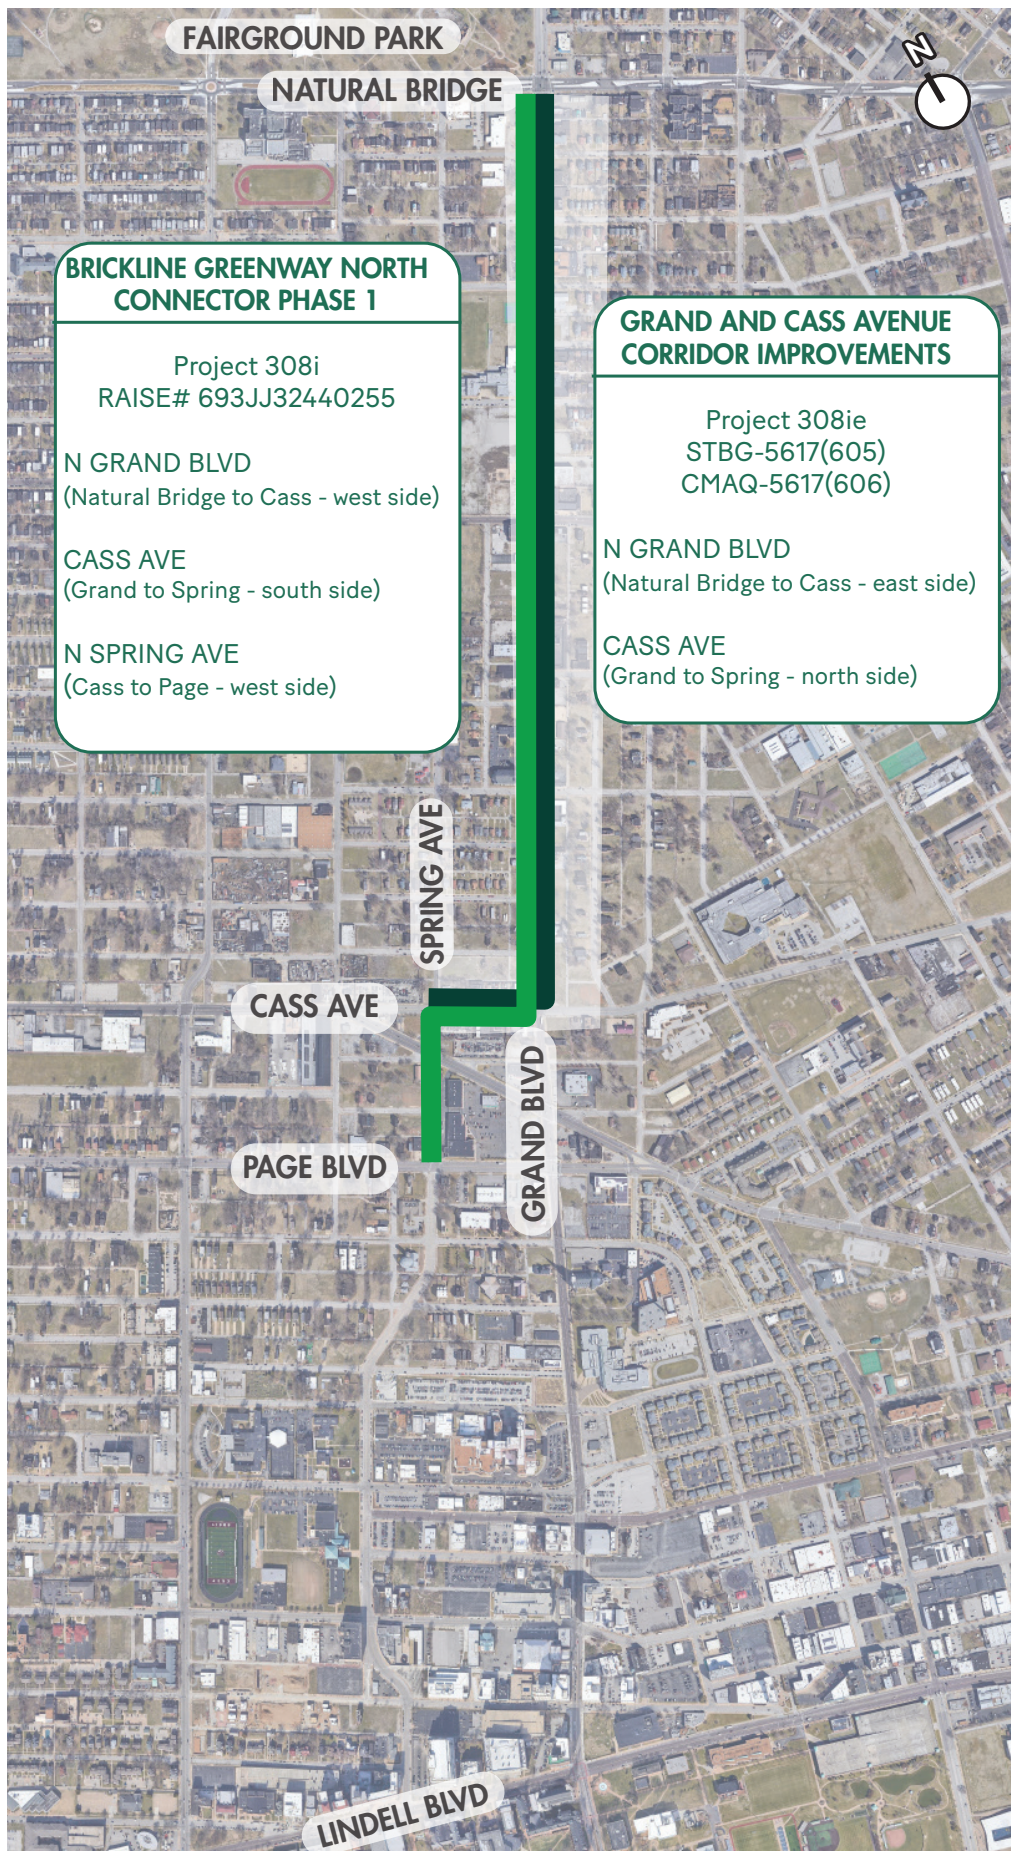 FAIRGROUND PARK
NATURAL BRIDGE
N
BRICKLINE GREENWAY NORTH
CONNECTOR PHASE 1
Project 308i
RAISE# 693JJ32440255
N GRAND BLVD
(Natural Bridge to Cass - west side)
CASS AVE
(Grand to Spring - south side)
N SPRING AVE
(Cass to Page - west side)
GRAND AND CASS AVENUE
CORRIDOR IMPROVEMENTS
Project 308ie
STBG-5617(605)
CMAQ-5617(606)
N GRAND BLVD
(Natural Bridge to Cass - east side)
CASS AVE
(Grand to Spring - north side)
SPRING AVE
CASS AVE
GRAND BLVD
PAGE BLVD
LINDELL BLVD